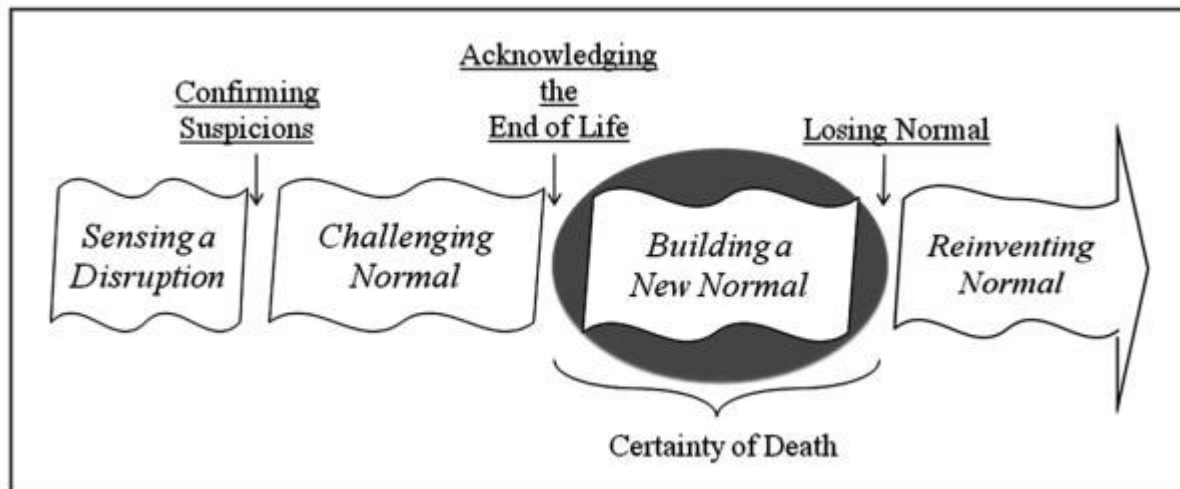 Confirming
Suspicions
Acknowledging
the
End of Life
Losing Normal
Sensing a
Disruption
Challenging
Normal
Building a
New Normal
Reinventing
Normal
Certainty of Death